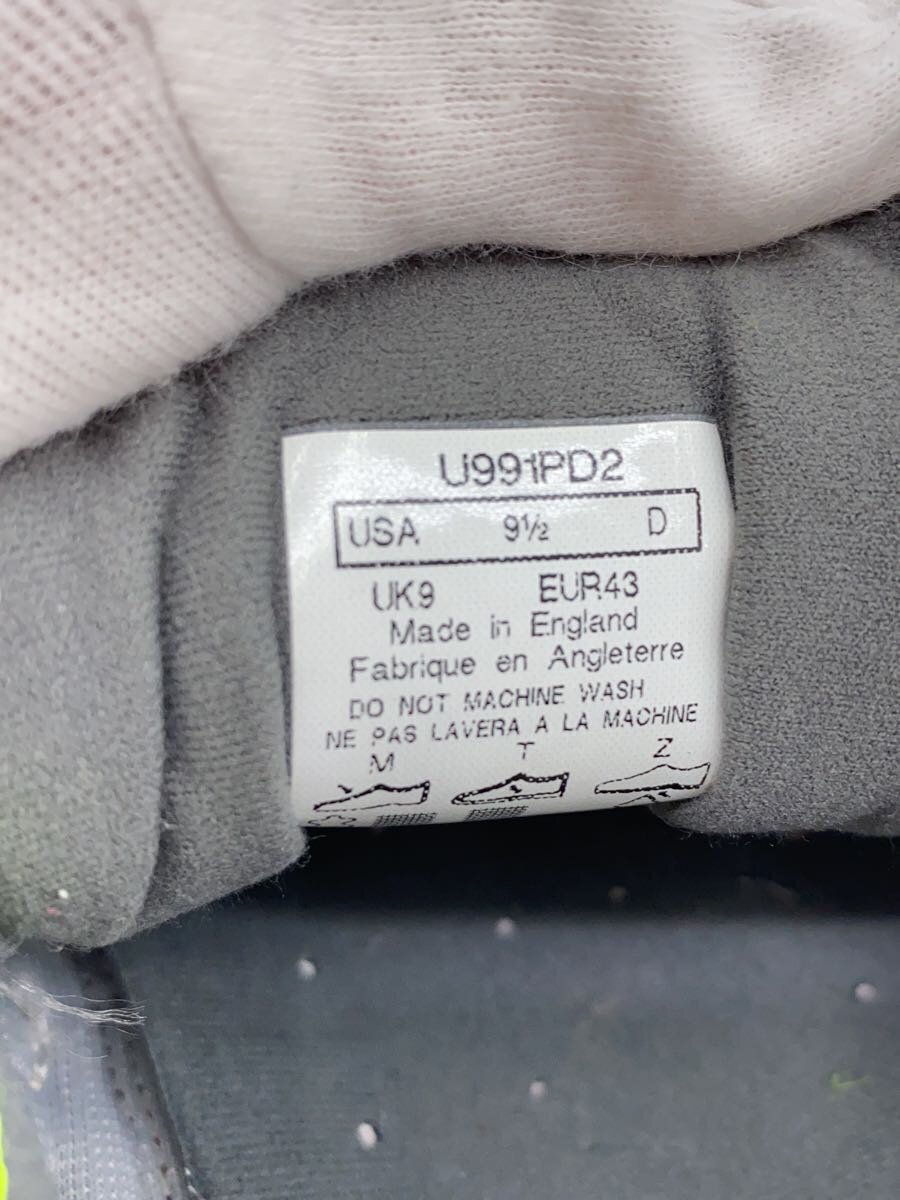 U991PD2
USA 9½ D
UK9 EUR43
Made in England
Fabrique en Angleterre
DO NOT MACHINE WASH
NE PAS LAVERA A LA MACHINE
M T Z